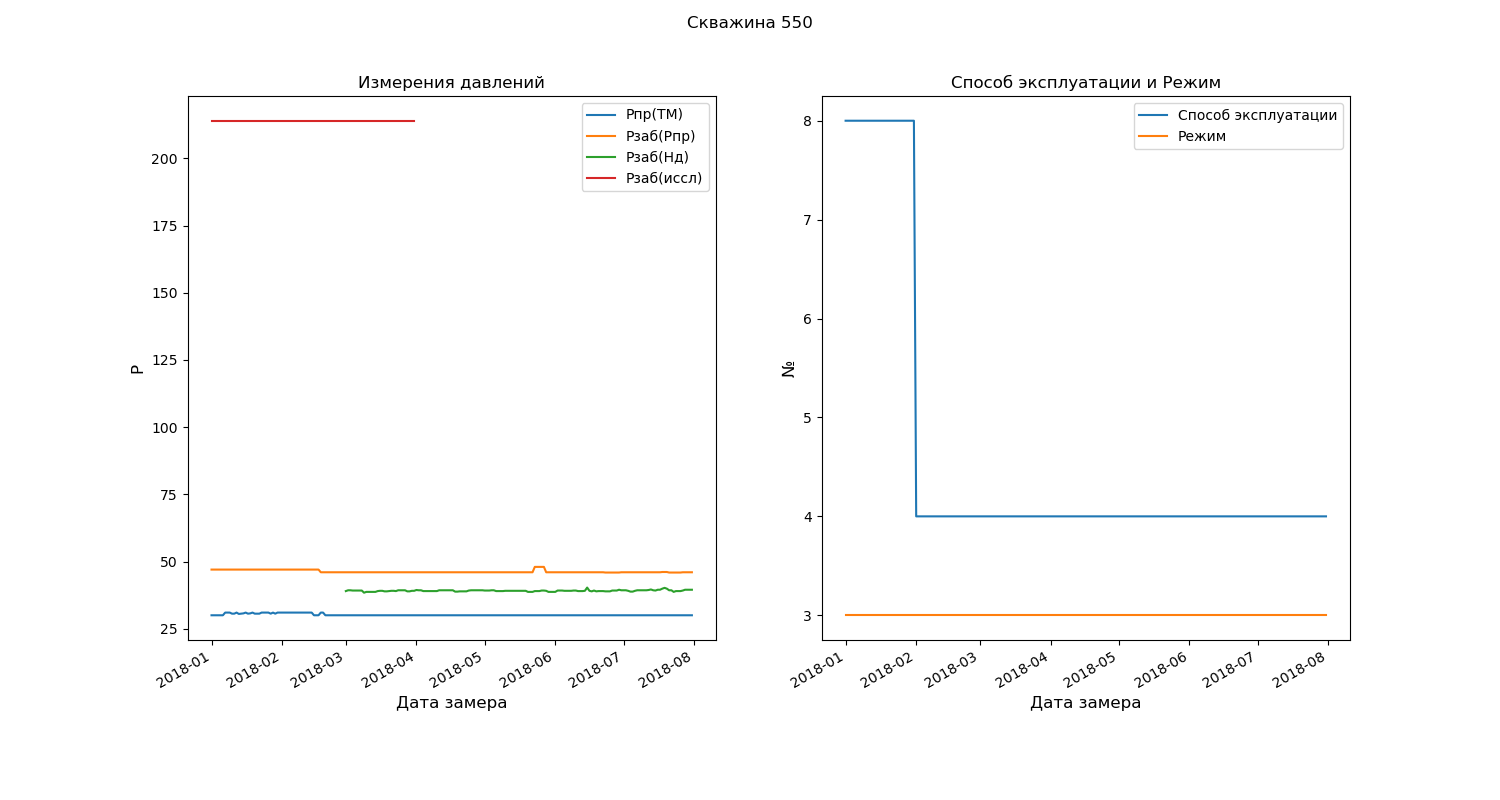 Скважина 550
Измерения давлений
Рпр(ТМ)
Рзаб(Рпр)
Рзаб(Нд)
Рзаб(иссл)
200
175
150
125
100
75
50
25
Р
2018-01
2018-02
2018-03
2018-04
2018-05
2018-06
2018-07
2018-08
Дата замера
Способ эксплуатации и Режим
Способ эксплуатации
Режим
8
7
6
5
4
3
№
2018-01
2018-02
2018-03
2018-04
2018-05
2018-06
2018-07
2018-08
Дата замера